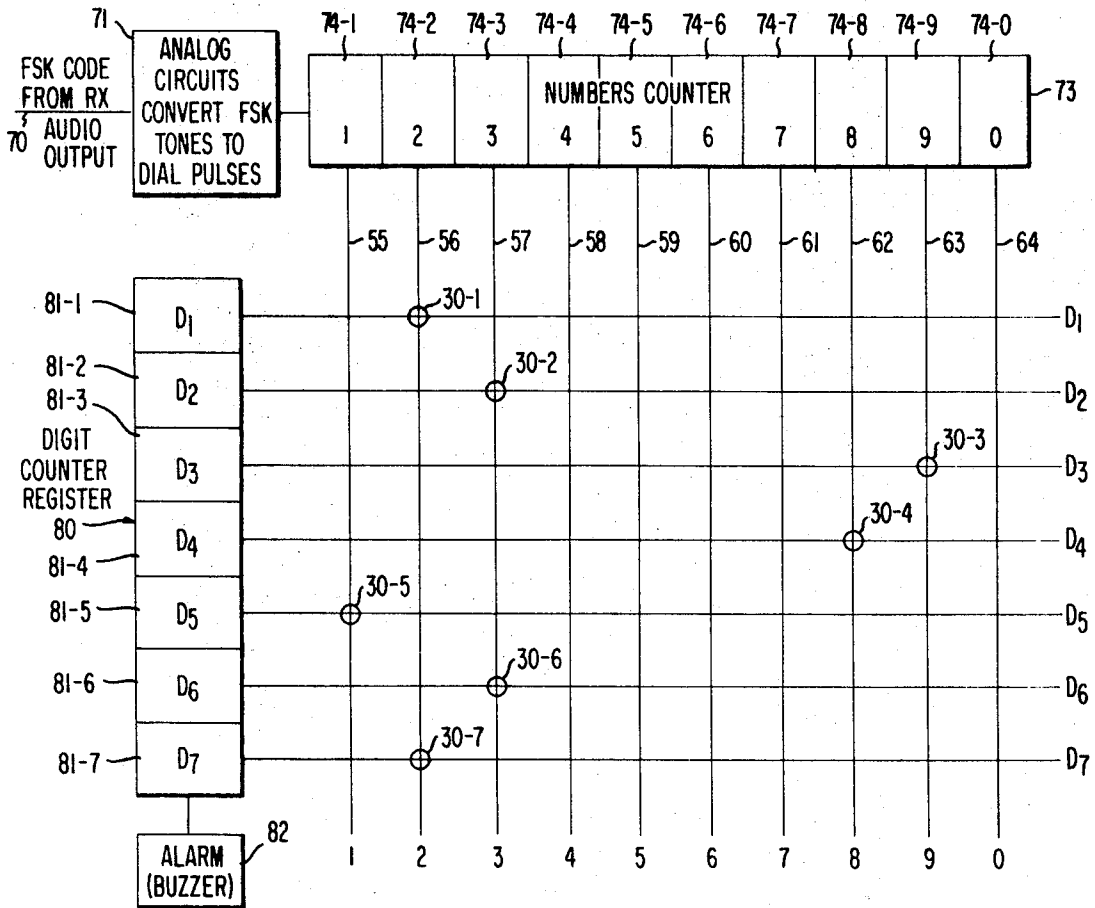 71
74-1 74-2 74-3 74-4 74-5 74-6 74-7 74-8 74-9 74-0
FSK CODE
FROM RX
70
AUDIO
OUTPUT
ANALOG
CIRCUITS
CONVERT FSK
TONES TO
DIAL PULSES
NUMBERS COUNTER
1 2 3 4 5 6 7 8 9 0
73
55 56 57 58 59 60 61 62 63 64
81-1 D1 30-1 D1
81-2 D2 30-2 D2
81-3 D3 30-3 D3
DIGIT
COUNTER
REGISTER
80
81-4 D4 30-4 D4
81-5 D5 30-5 D5
81-6 D6 30-6 D6
81-7 D7 30-7 D7
82
ALARM
(BUZZER)
1 2 3 4 5 6 7 8 9 0